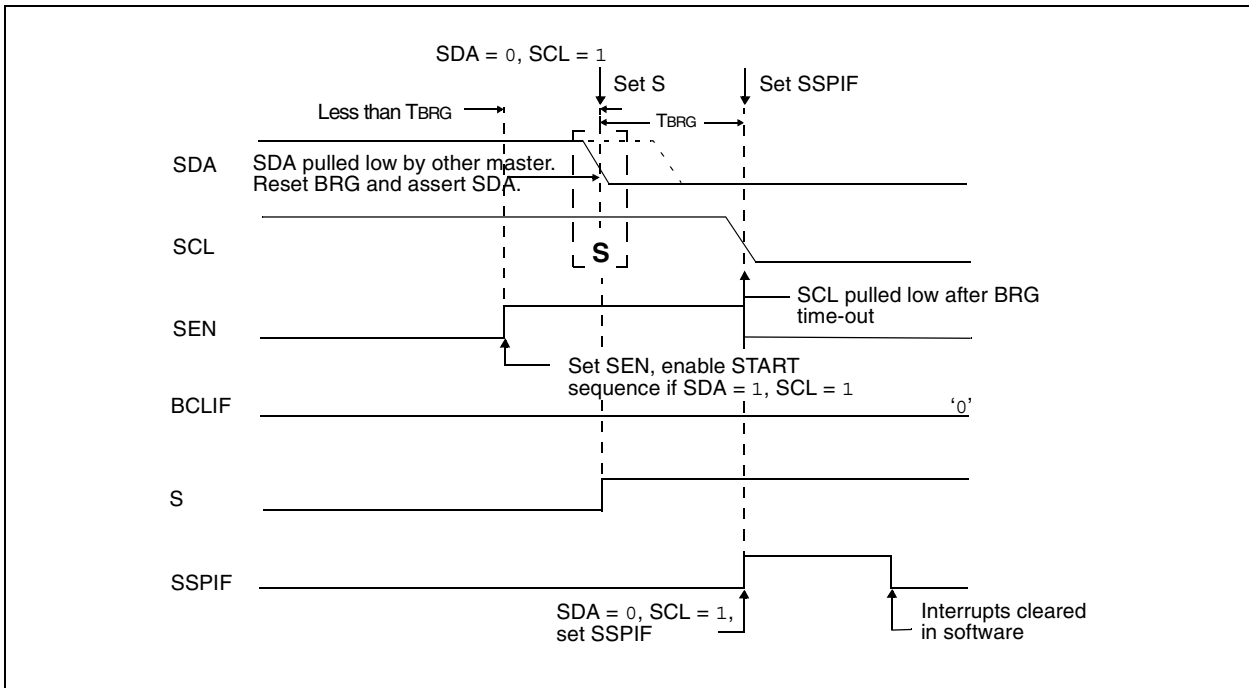 SDA = 0, SCL = 1
Set S
Set SSPIF
Less than TBRG
TBRG
SDA
SDA pulled low by other master.
Reset BRG and assert SDA.
SCL
S
SCL pulled low after BRG
time-out
SEN
Set SEN, enable START
sequence if SDA = 1, SCL = 1
BCLIF
‘0’
S
SSPIF
SDA = 0, SCL = 1,
set SSPIF
Interrupts cleared
in software